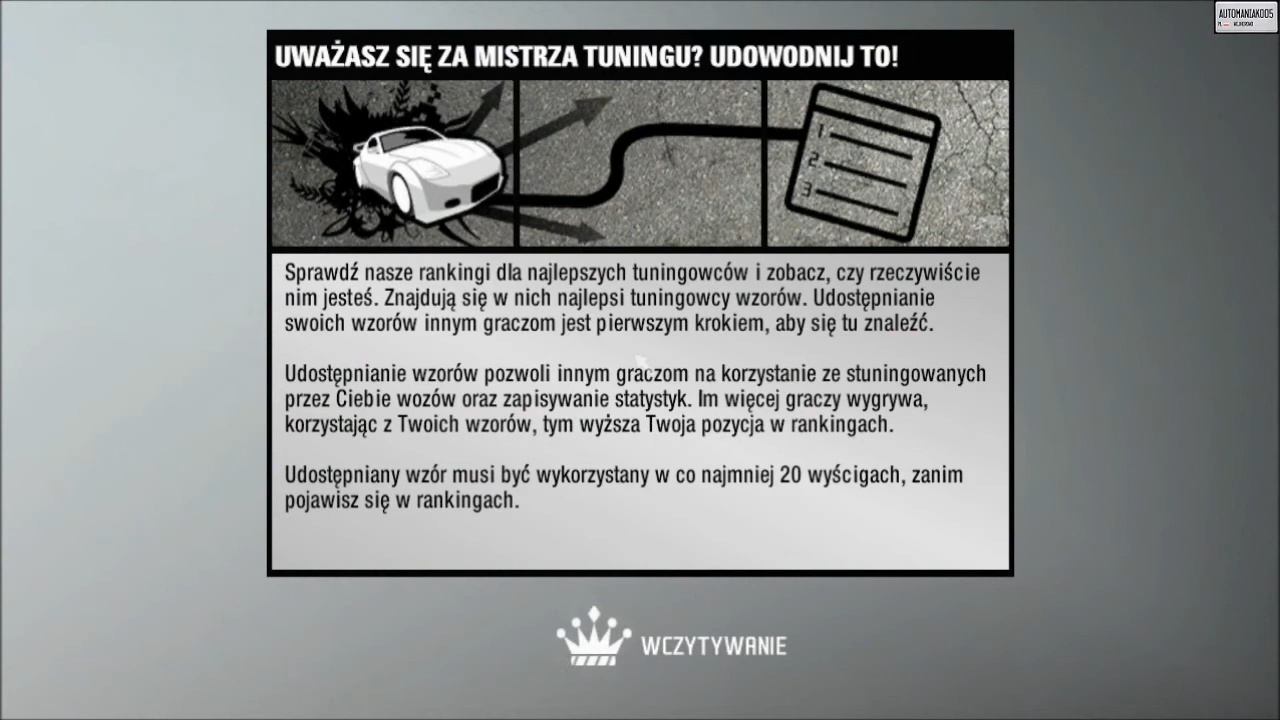 AUTOMANIAK005
UWAŻASZ SIĘ ZA MISTRZA TUNINGU? UDOWODNIJ TO!
1
2
3
Sprawdź nasze rankingi dla najlepszych tuningowców i zobacz, czy rzeczywiście
nim jesteś. Znajdują się w nich najlepsi tuningowcy wzorów. Udostępnianie
swoich wzorów innym graczom jest pierwszym krokiem, aby się tu znaleźć.
Udostępnianie wzorów pozwoli innym graczom na korzystanie ze stuningowanych
przez Ciebie wozów oraz zapisywanie statystyk. Im więcej graczy wygrywa,
korzystając z Twoich wzorów, tym wyższa Twoja pozycja w rankingach.
Udostępniany wzór musi być wykorzystany w co najmniej 20 wyścigach, zanim
pojawisz się w rankingach.
WCZYTYWANIE